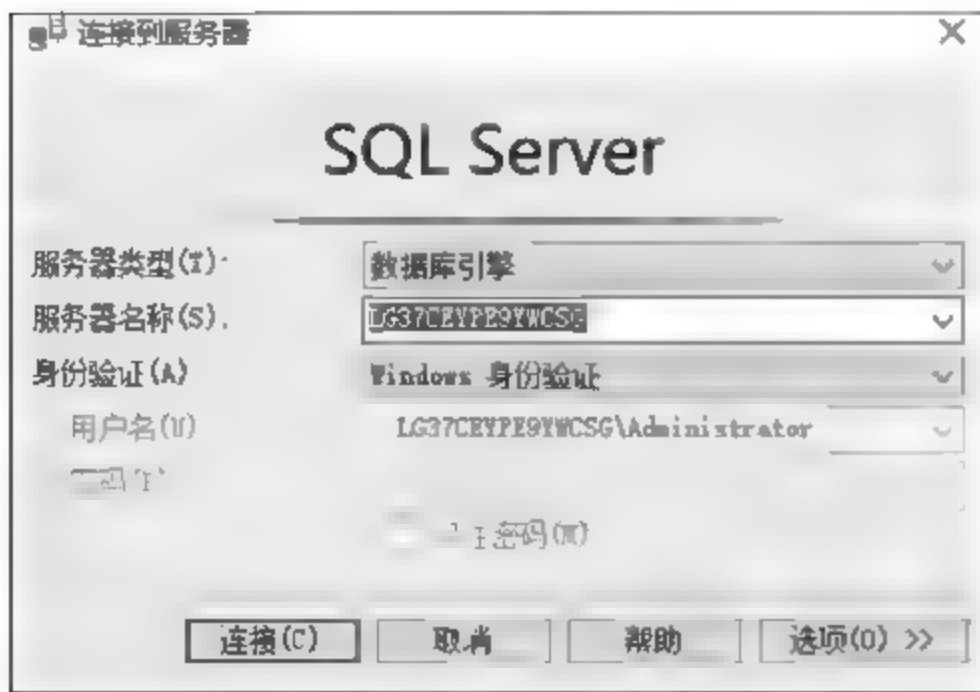 连接到服务器
SQL Server
服务器类型(T):
数据库引擎
服务器名称(S):
LG37CEYPE9YWCSG
身份验证(A)
Windows 身份验证
用户名(U)
LG37CEYPE9YWCSG\Administrator
密码(M)
连接(C)
取消
帮助
选项(O) >>